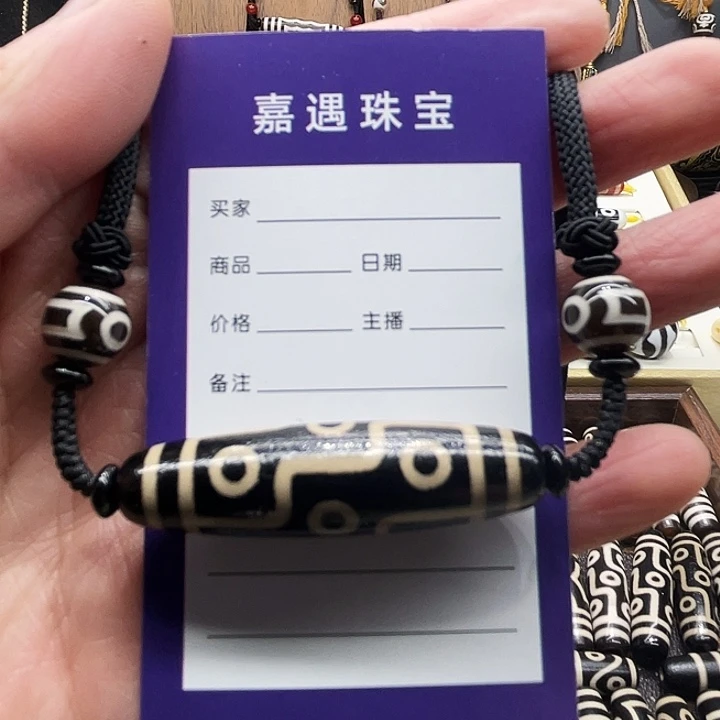 嘉遇珠宝
买家
商品 日期
价格 主播
备注